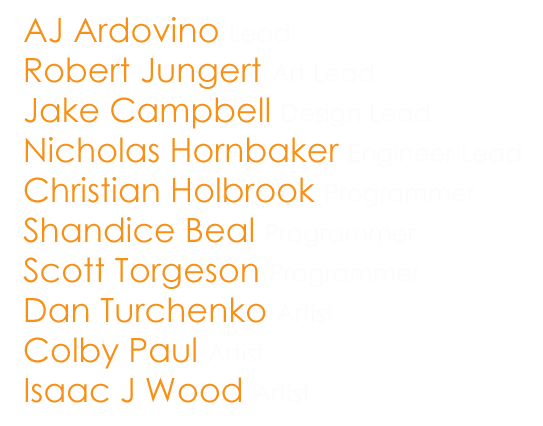 AJ Ardovino Lead
Robert Jungert Art Lead
Jake Campbell Design Lead
Nicholas Hornbaker Engineer Lead
Christian Holbrook Programmer
Shandice Beal Programmer
Scott Torgeson Programmer
Dan Turchenko Artist
Colby Paul Artist
Isaac J Wood Artist